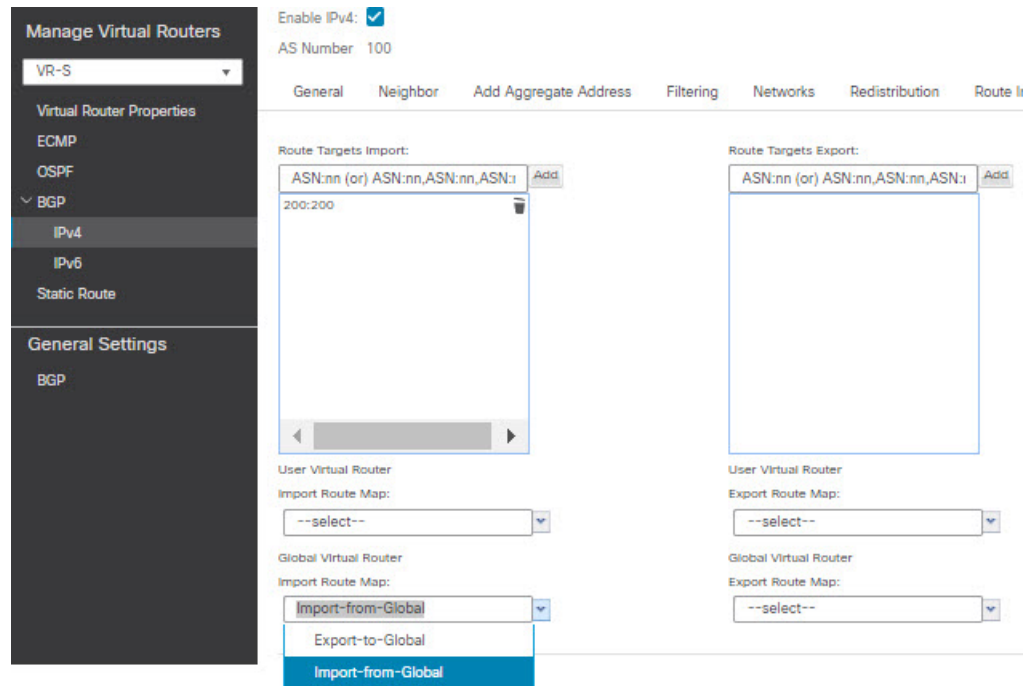 Manage Virtual Routers
VR-S
Virtual Router Properties
ECMP
OSPF
BGP
IPv4
IPv6
Static Route
General Settings
BGP
Enable IPv4:
AS Number 100
General Neighbor Add Aggregate Address Filtering Networks Redistribution Route
Route Targets Import:
ASN:nn (or) ASN:nn,ASN:nn,ASN: Add
200:200
User Virtual Router
Import Route Map:
--select--
Global Virtual Router
Import Route Map:
Import-from-Global
Export-to-Global
Import-from-Global
Route Targets Export:
ASN:nn (or) ASN:nn,ASN:nn,ASN: Add
User Virtual Router
Export Route Map:
--select--
Global Virtual Router
Export Route Map:
--select--